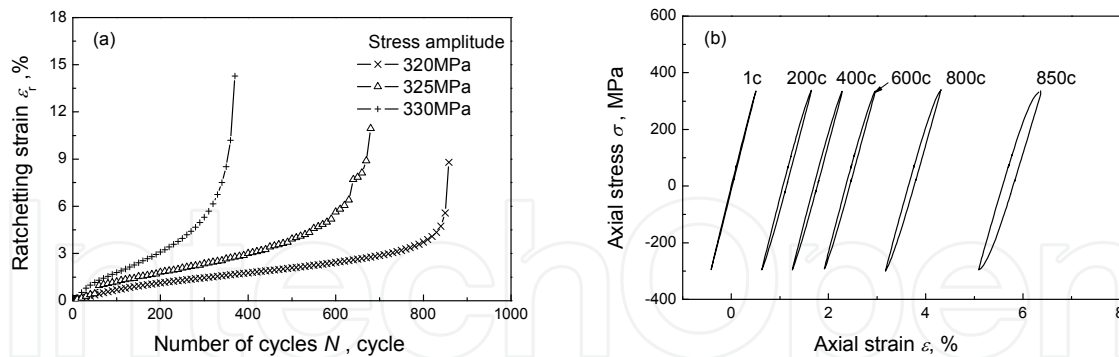 (a)
Stress amplitude
320MPa
325MPa
330MPa
18
15
12
9
6
3
0
Ratchetting strain εr ,%
0
200
400
600
800
1000
Number of cycles N , cycle
(b)
600
400
200
0
-200
-400
Axial stress σ , MPa
1c
200c
400c
600c
800c
850c
0
2
4
6
8
Axial strain ε, %
IntechOpen